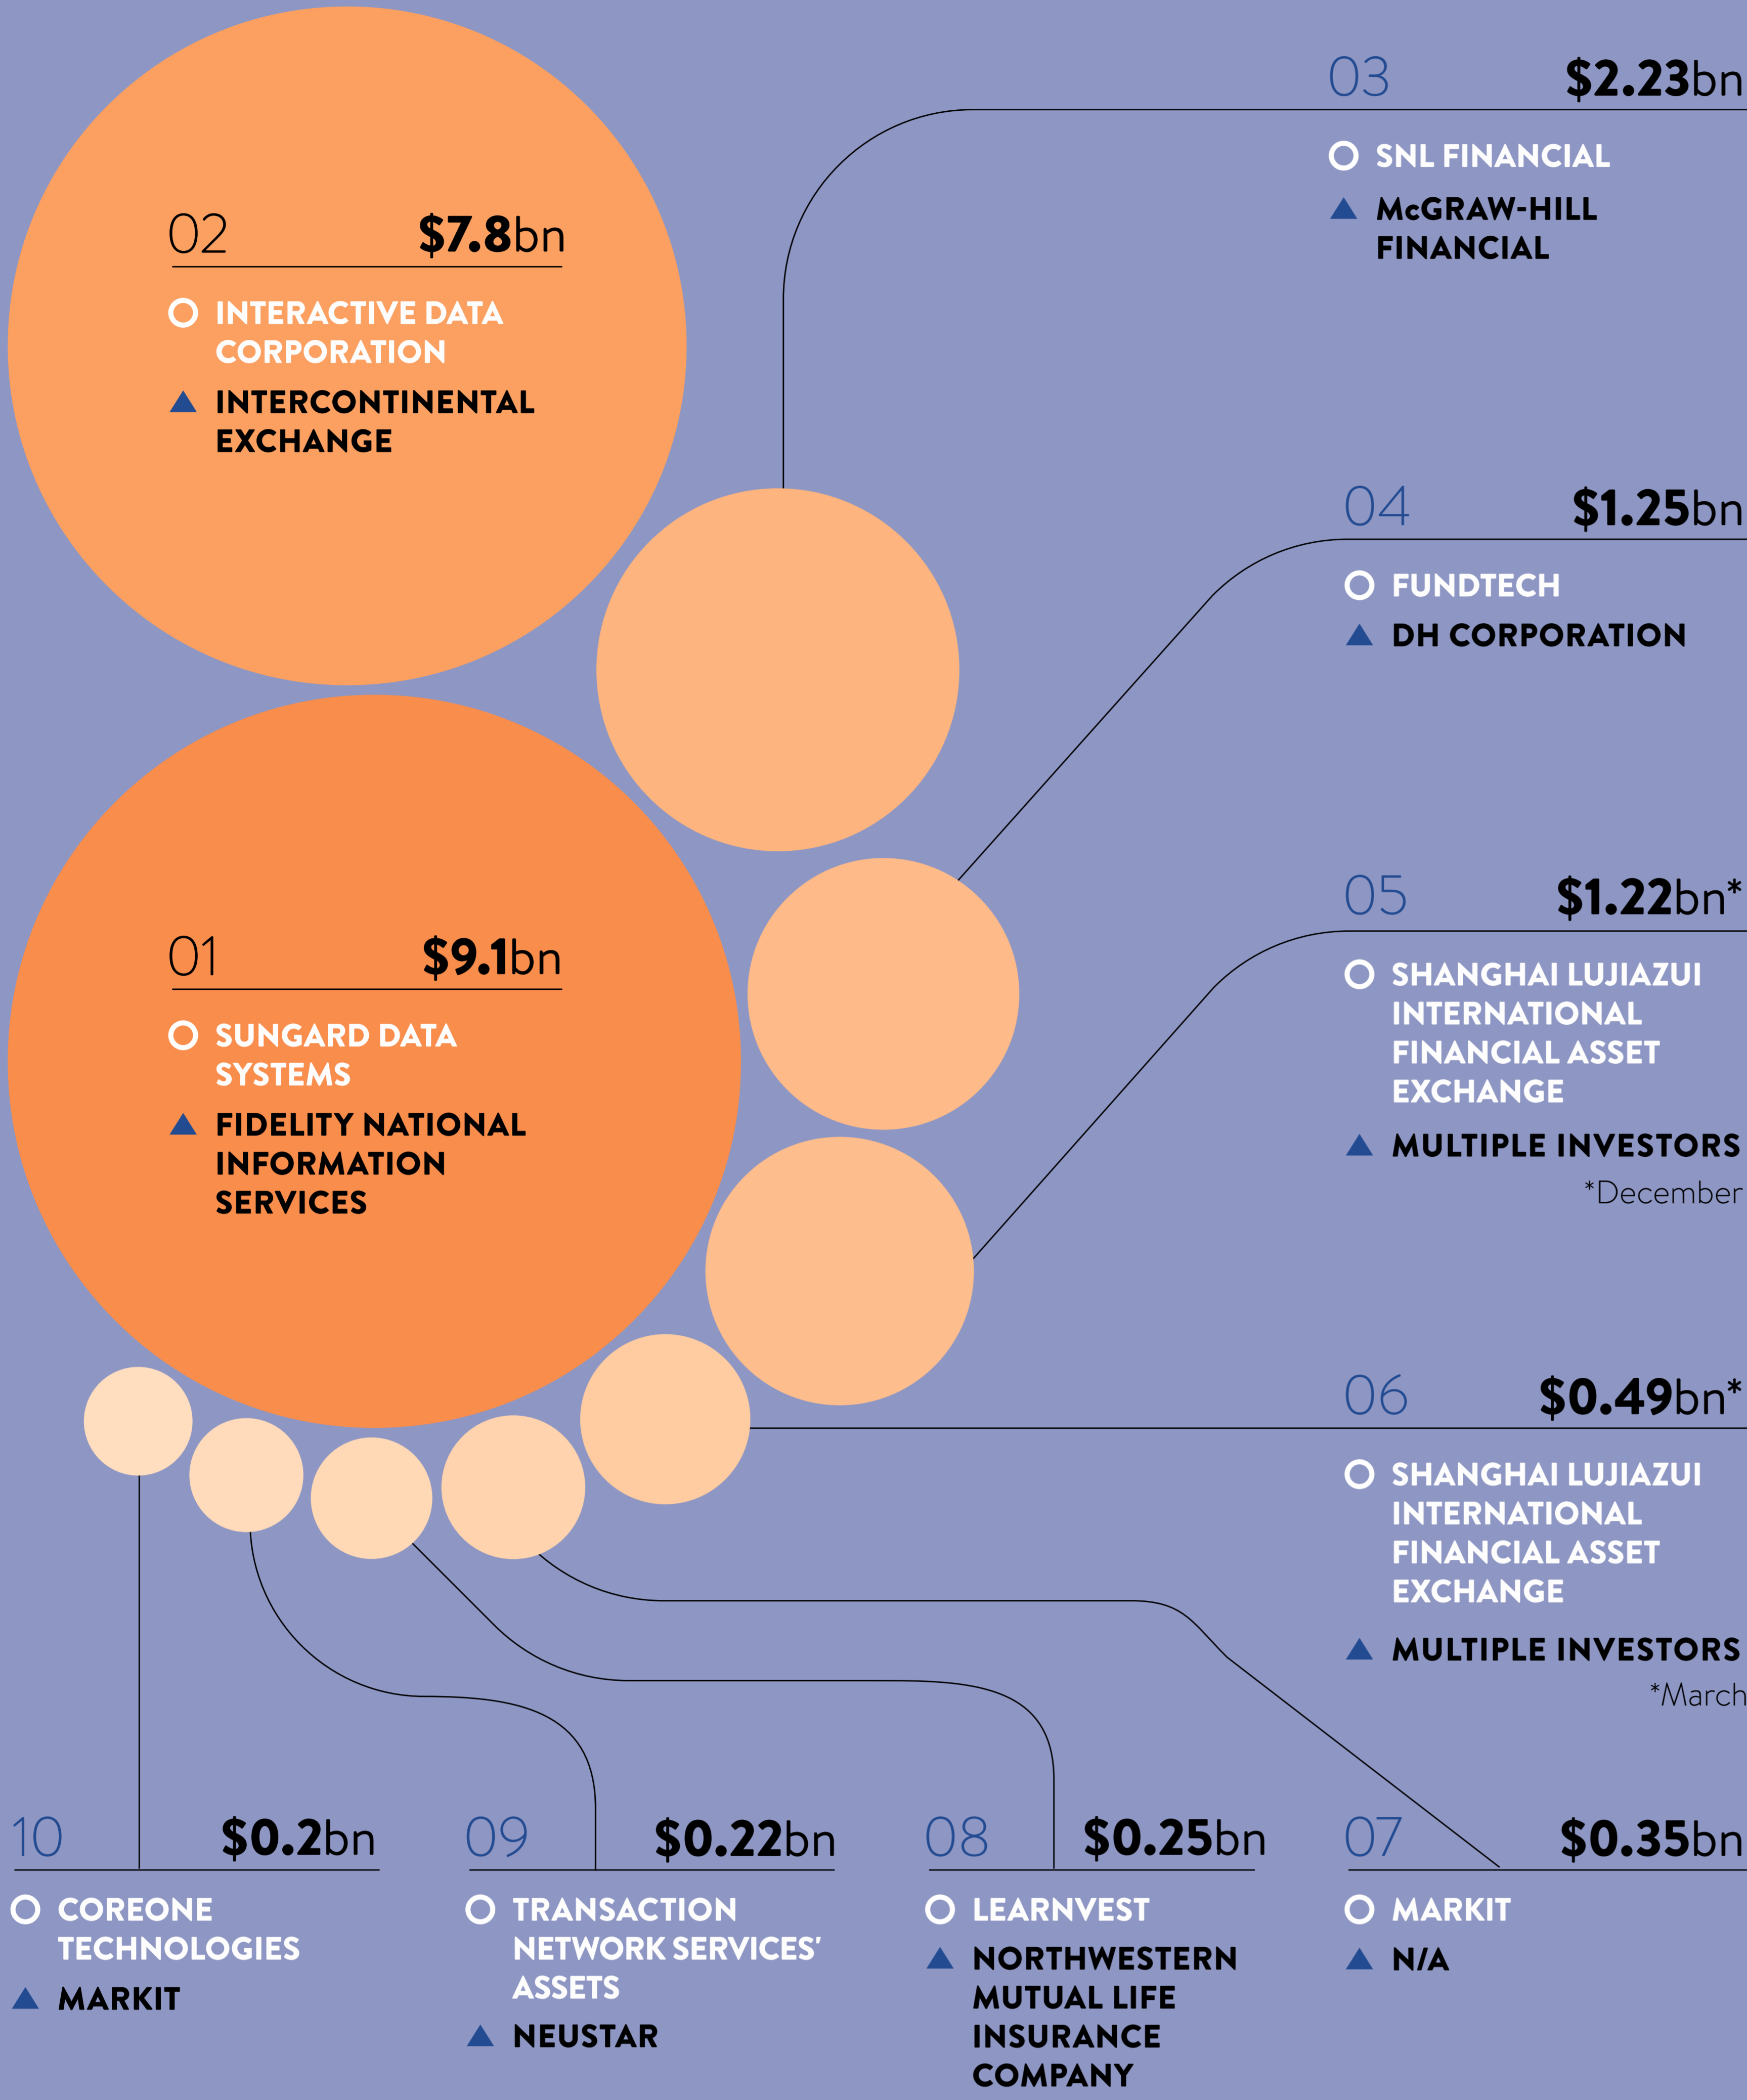 02 $7.8bn
INTERACTIVE DATA
CORPORATION
INTERCONTINENTAL
EXCHANGE
01 $9.1bn
SUNGARD DATA
SYSTEMS
FIDELITY NATIONAL
INFORMATION
SERVICES
03 $2.23bn
SNL FINANCIAL
McGRAW-HILL
FINANCIAL
04 $1.25bn
FUNDTECH
DH CORPORATION
05 $1.22bn*
SHANGHAI LUJIAZUI
INTERNATIONAL
FINANCIAL ASSET
EXCHANGE
MULTIPLE INVESTORS
*December
06 $0.49bn*
SHANGHAI LUJIAZUI
INTERNATIONAL
FINANCIAL ASSET
EXCHANGE
MULTIPLE INVESTORS
*March
10 $0.2bn
COREONE
TECHNOLOGIES
MARKIT
09 $0.22bn
TRANSACTION
NETWORK SERVICES'
ASSETS
NEUSTAR
08 $0.25bn
LEARNVEST
NORTHWESTERN
MUTUAL LIFE
INSURANCE
COMPANY
07 $0.35bn
MARKIT
N/A